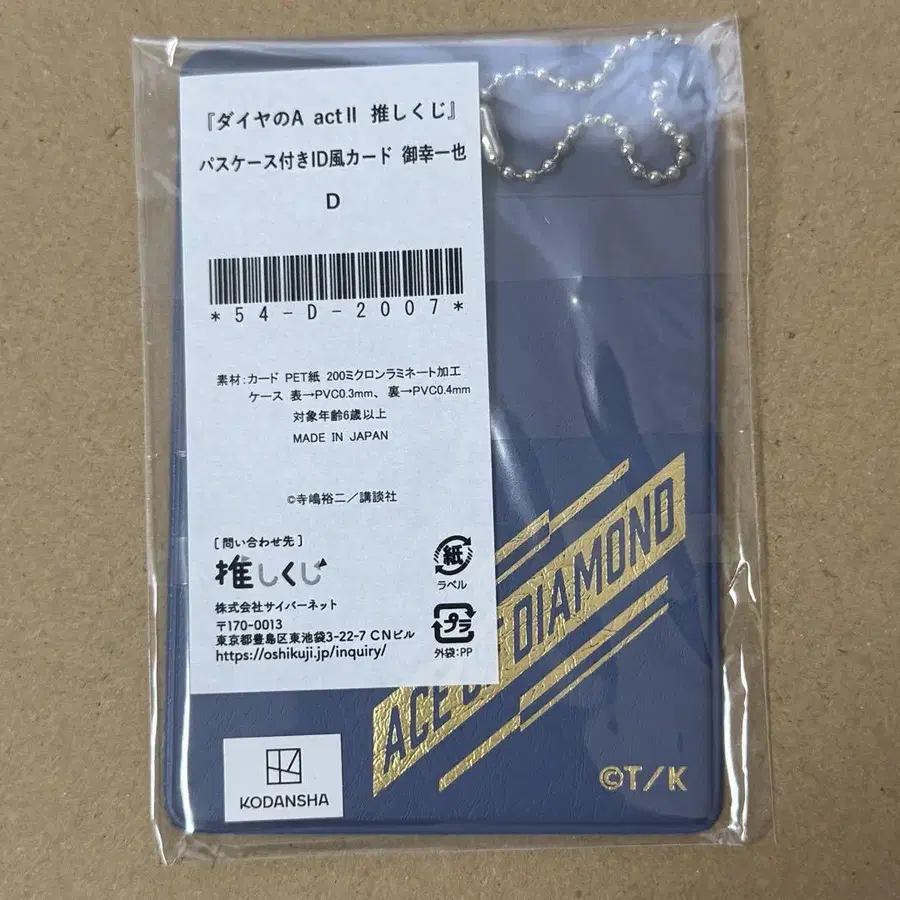 『ダイヤのA actⅡ 推しくじ』
パスケース付きID風カード 御幸一也
D
*54-D-2007*
素材:カード PET紙 200ミクロンラミネート加工
ケース 表→PVC0.3mm、裏→PVC0.4mm
対象年齢6歳以上
MADE IN JAPAN
©寺嶋裕二/講談社
[問い合わせ先]
推しくじ
株式会社サイバーネット
〒170-0013
東京都豊島区東池袋3-22-7 CNビル
https://oshikuji.jp/inquiry/
紙
ラベル
プラ
外袋:PP
ACE OF DIAMOND
©T/K
KODANSHA